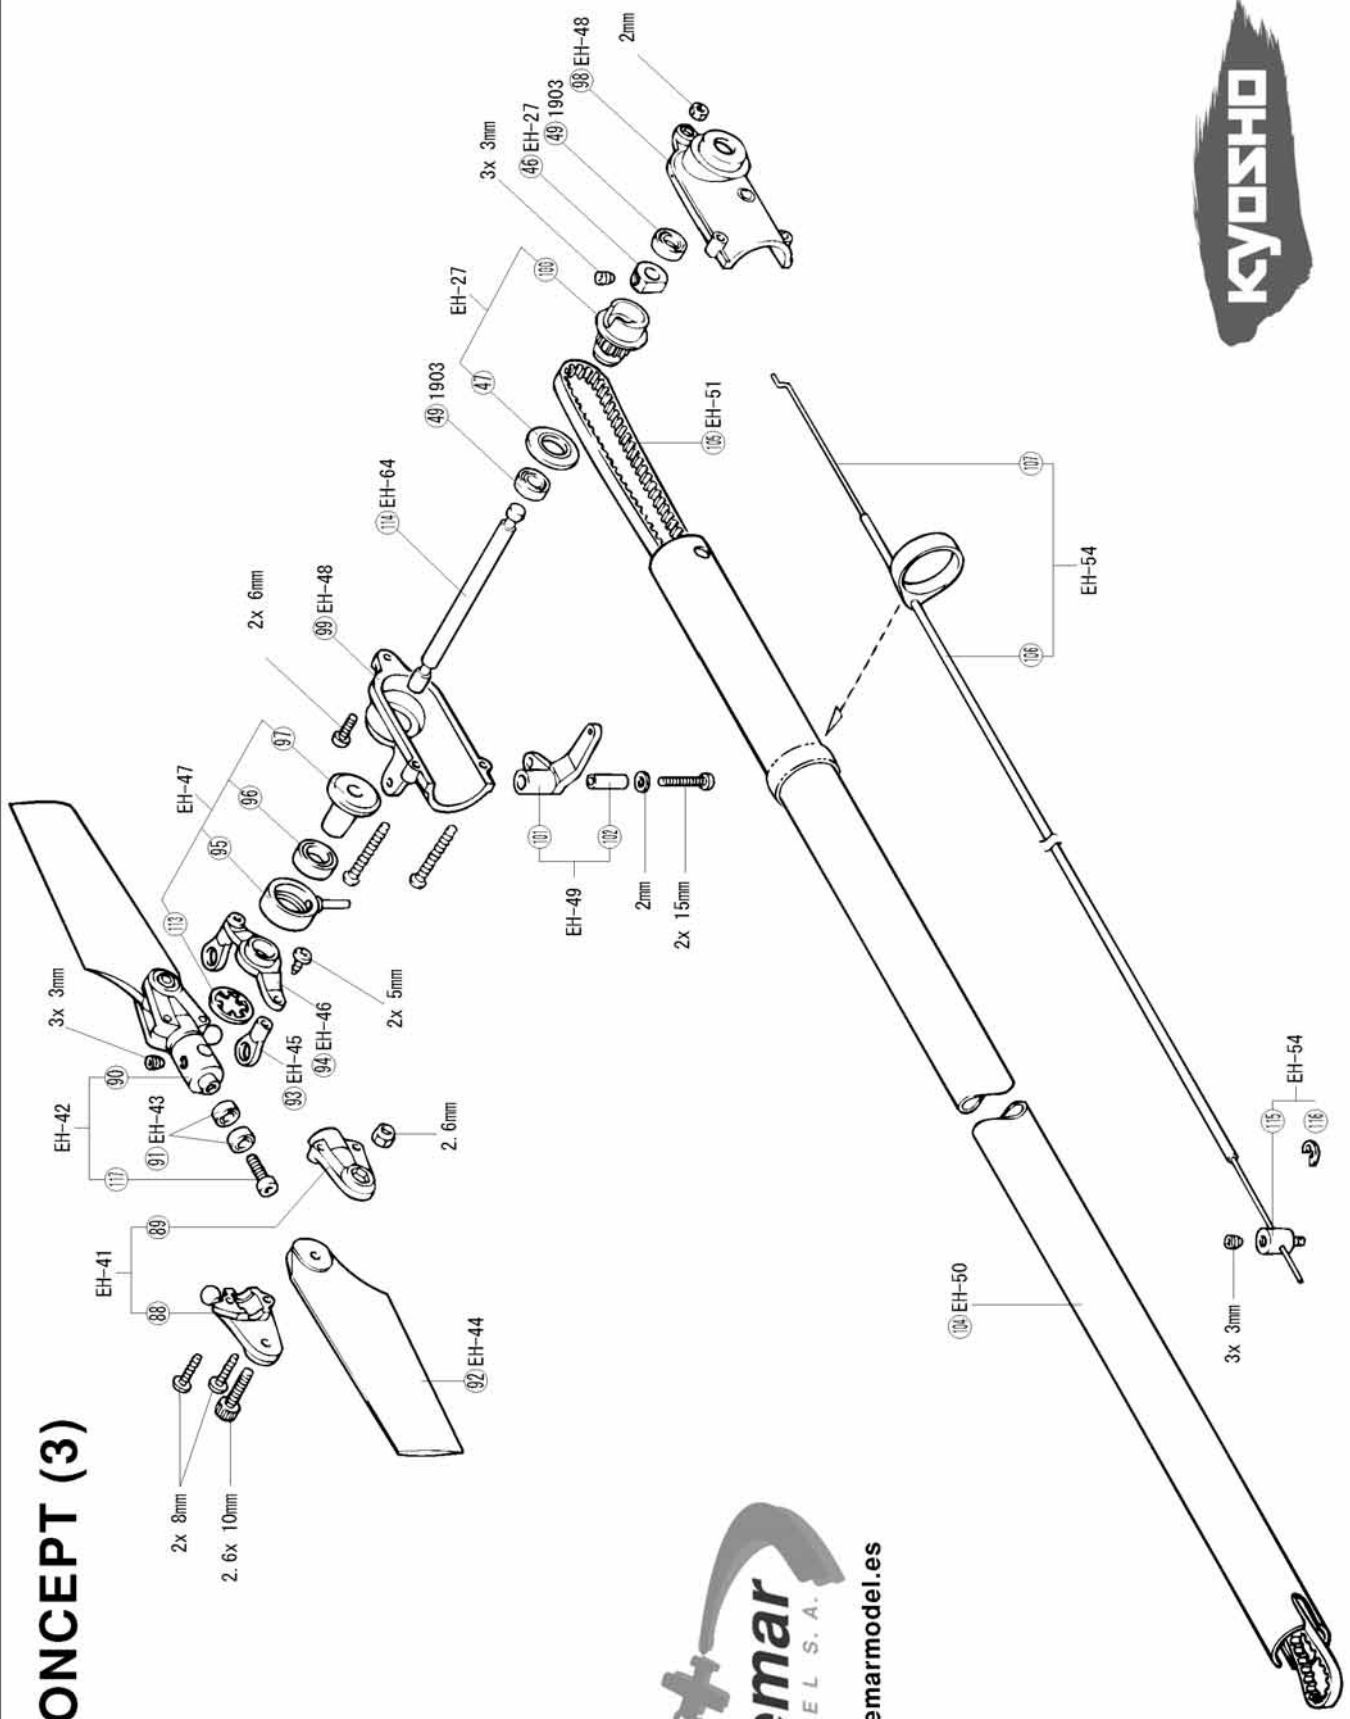 ONCEPT (3)
2x 8mm
2.6x 10mm
EH-41
88
89
92 EH-44
EH-42
117
90
91 EH-43
3x 3mm
2.6mm
93 EH-45
94 EH-46
2x 5mm
EH-47
113
95
96
97
2x 6mm
99 EH-48
114 EH-64
49 1903
EH-27
47
100
3x 3mm
46 EH-27
49 1903
98 EH-48
2mm
EH-49
101
102
2mm
2x 15mm
105 EH-51
107
106
EH-54
104 EH-50
3x 3mm
EH-54
115
116
emar
E L S. A.
emarmodel.es
KYOSHO